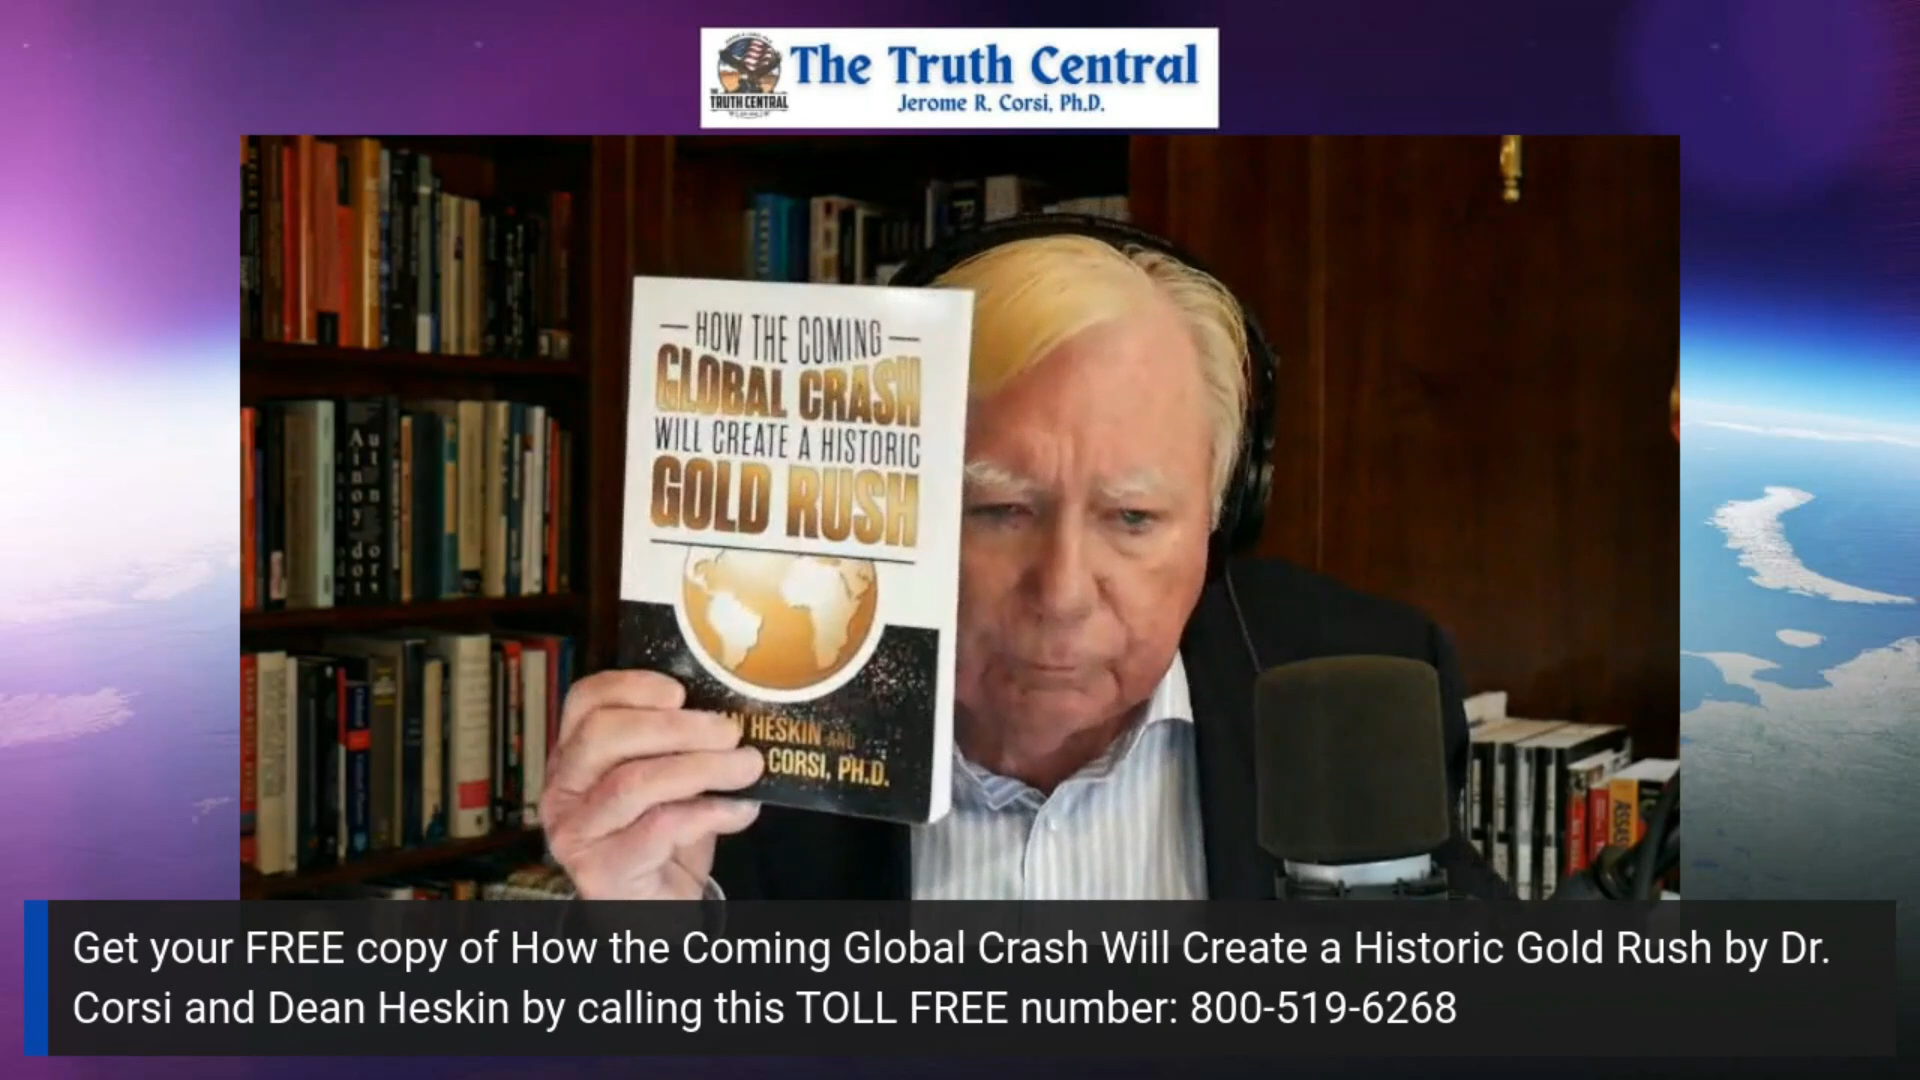 The Truth Central
Jerome R. Corsi, Ph.D.
THE
TRUTH CENTRAL
HOW THE COMING
GLOBAL CRASH
WILL CREATE A HISTORIC
GOLD RUSH
HESKIN AND
CORSI, PH.D.
Get your FREE copy of How the Coming Global Crash Will Create a Historic Gold Rush by Dr.
Corsi and Dean Heskin by calling this TOLL FREE number: 800-519-6268